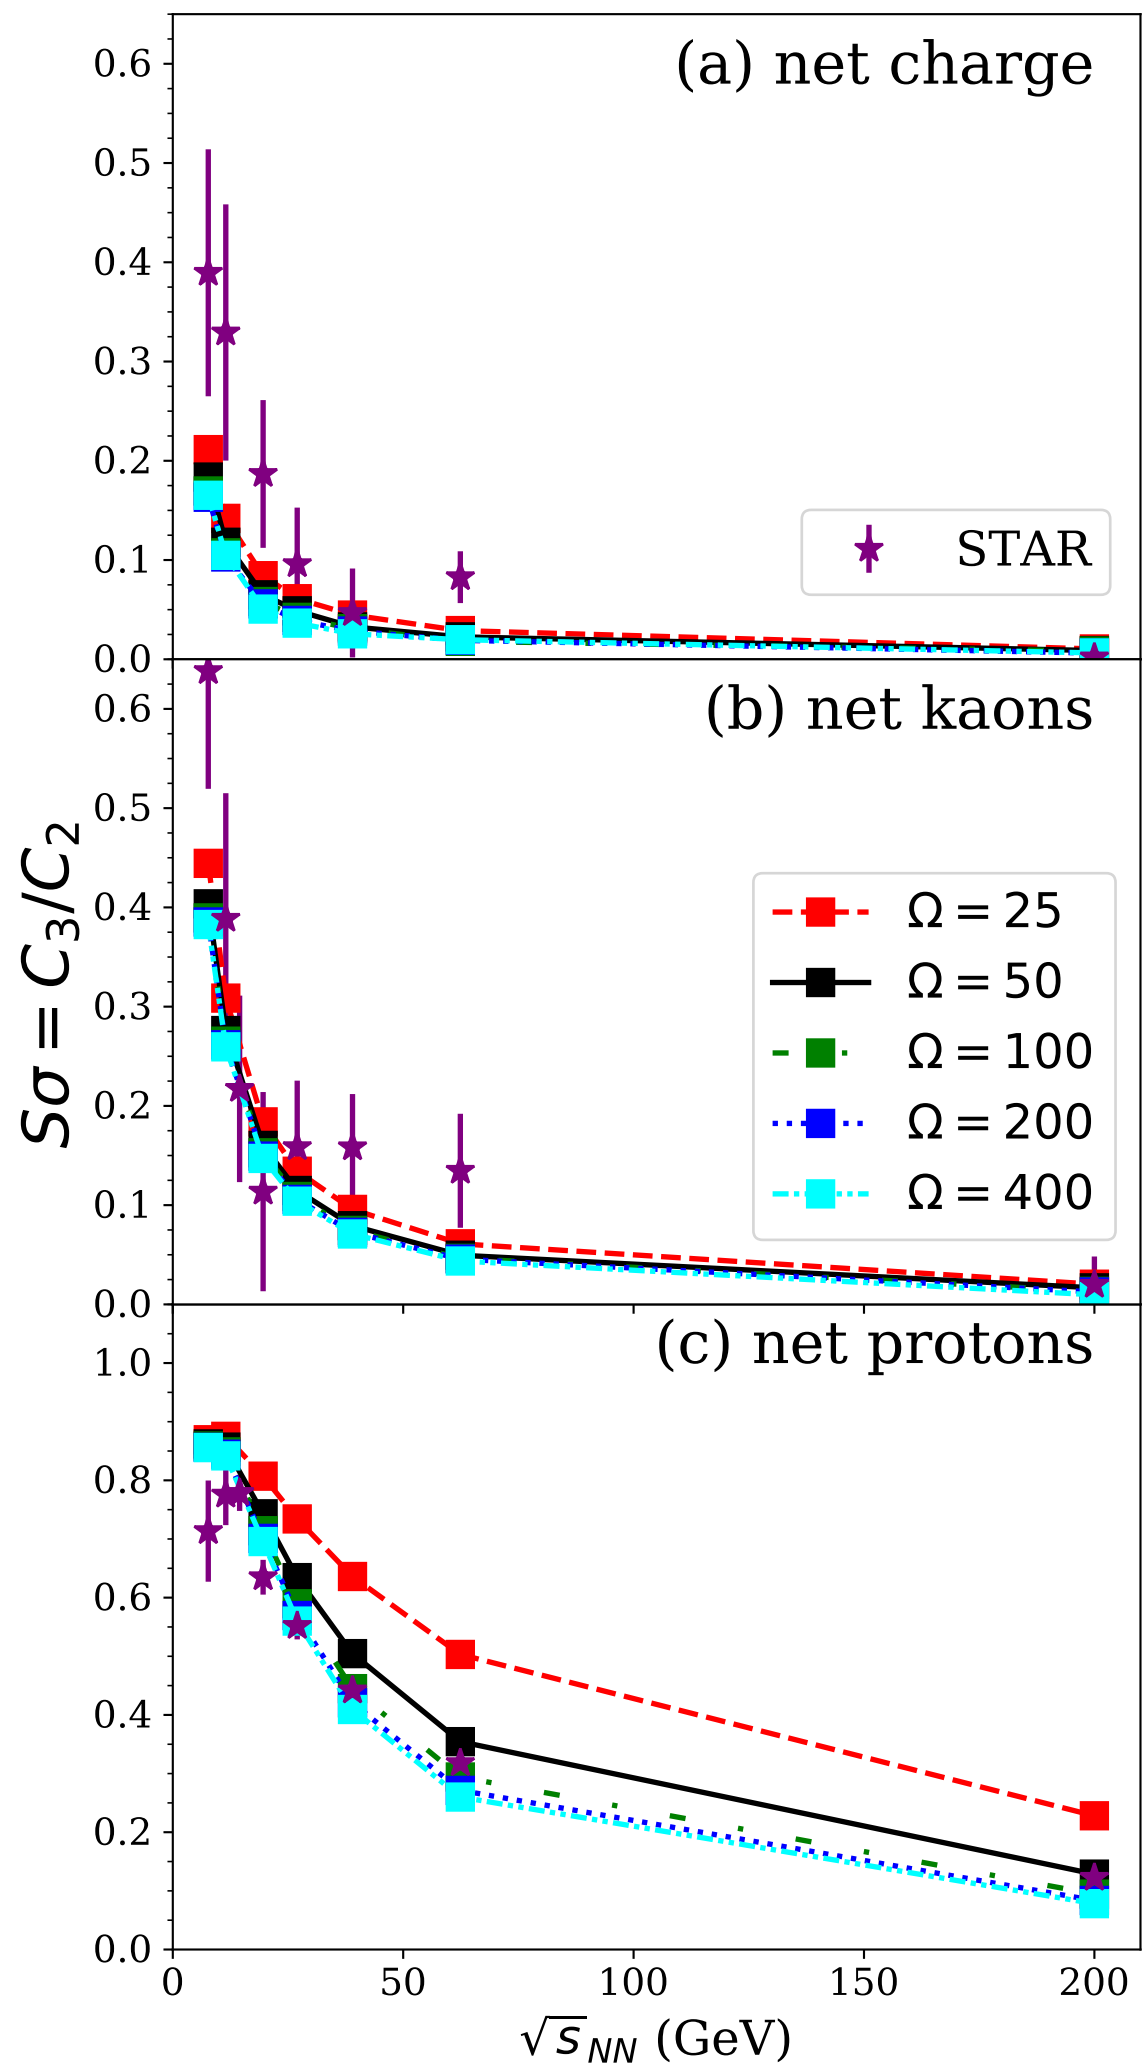 (a) net charge
0.6
0.5
0.4
0.3
0.2
0.1
0.0
STAR
(b) net kaons
0.6
0.5
0.4
0.3
0.2
0.1
0.0
Sσ = C₃/C₂
Ω = 25
Ω = 50
Ω = 100
Ω = 200
Ω = 400
(c) net protons
1.0
0.8
0.6
0.4
0.2
0.0
0 50 100 150 200
√s_NN (GeV)